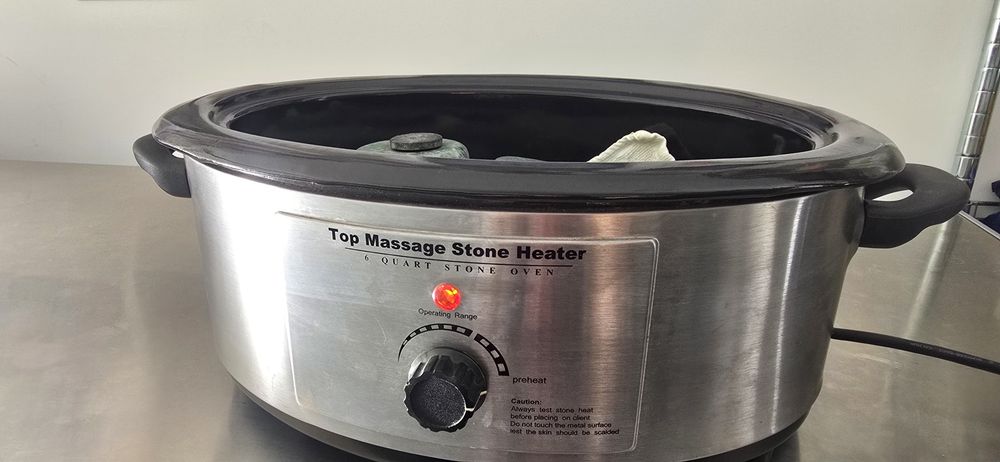 Top Massage Stone Heater
6 QUART STONE OVEN
Operating Range
preheat
Caution:
Always test stone heat
before placing on client
Do not touch the metal surface
lest the skin should be scalded